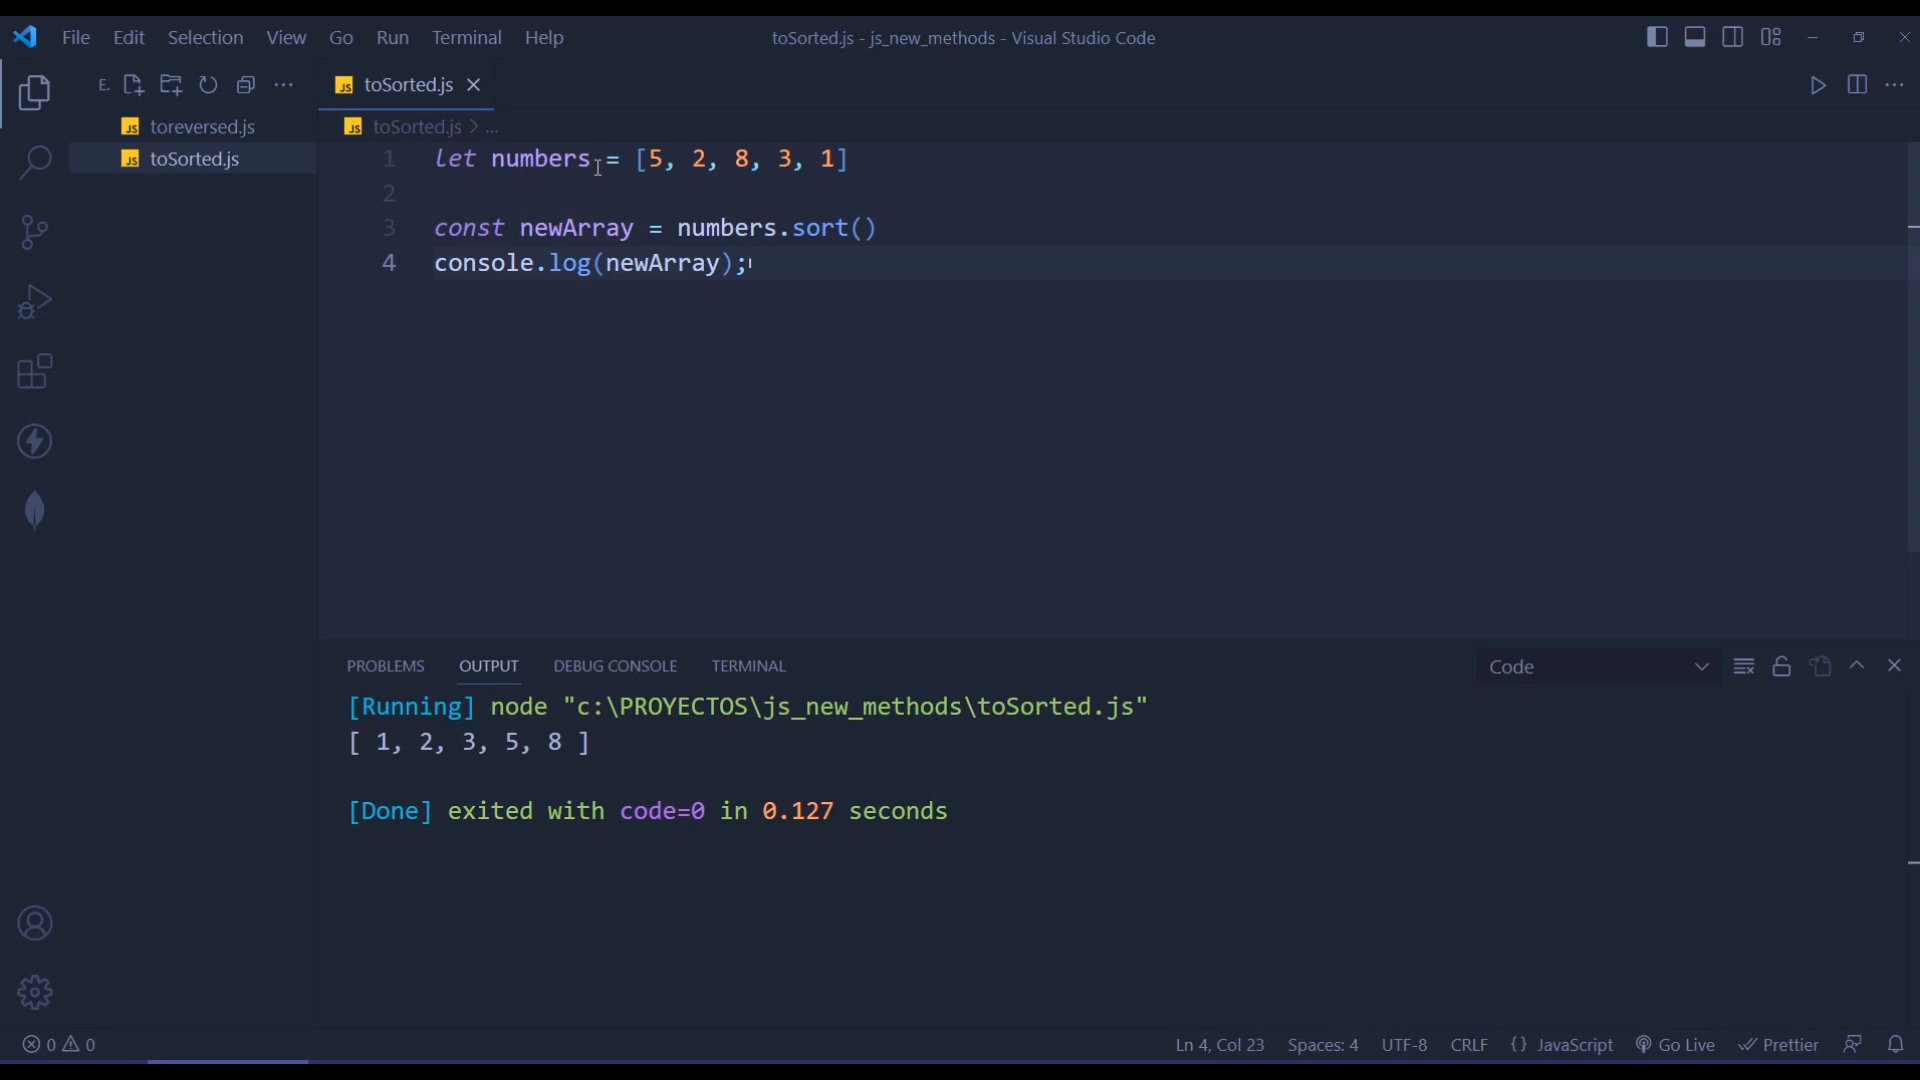 File Edit Selection View Go Run Terminal Help
toSorted.js - js_new_methods - Visual Studio Code
E. ···
toSorted.js
JS toreversed.js
JS toSorted.js
JS toSorted.js > ...
1 let numbers = [5, 2, 8, 3, 1]
2
3 const newArray = numbers.sort()
4 console.log(newArray);
PROBLEMS OUTPUT DEBUG CONSOLE TERMINAL
Code
[Running] node "c:\PROYECTOS\js_new_methods\toSorted.js"
[ 1, 2, 3, 5, 8 ]
[Done] exited with code=0 in 0.127 seconds
0 0
Ln 4, Col 23 Spaces: 4 UTF-8 CRLF {} JavaScript Go Live Prettier